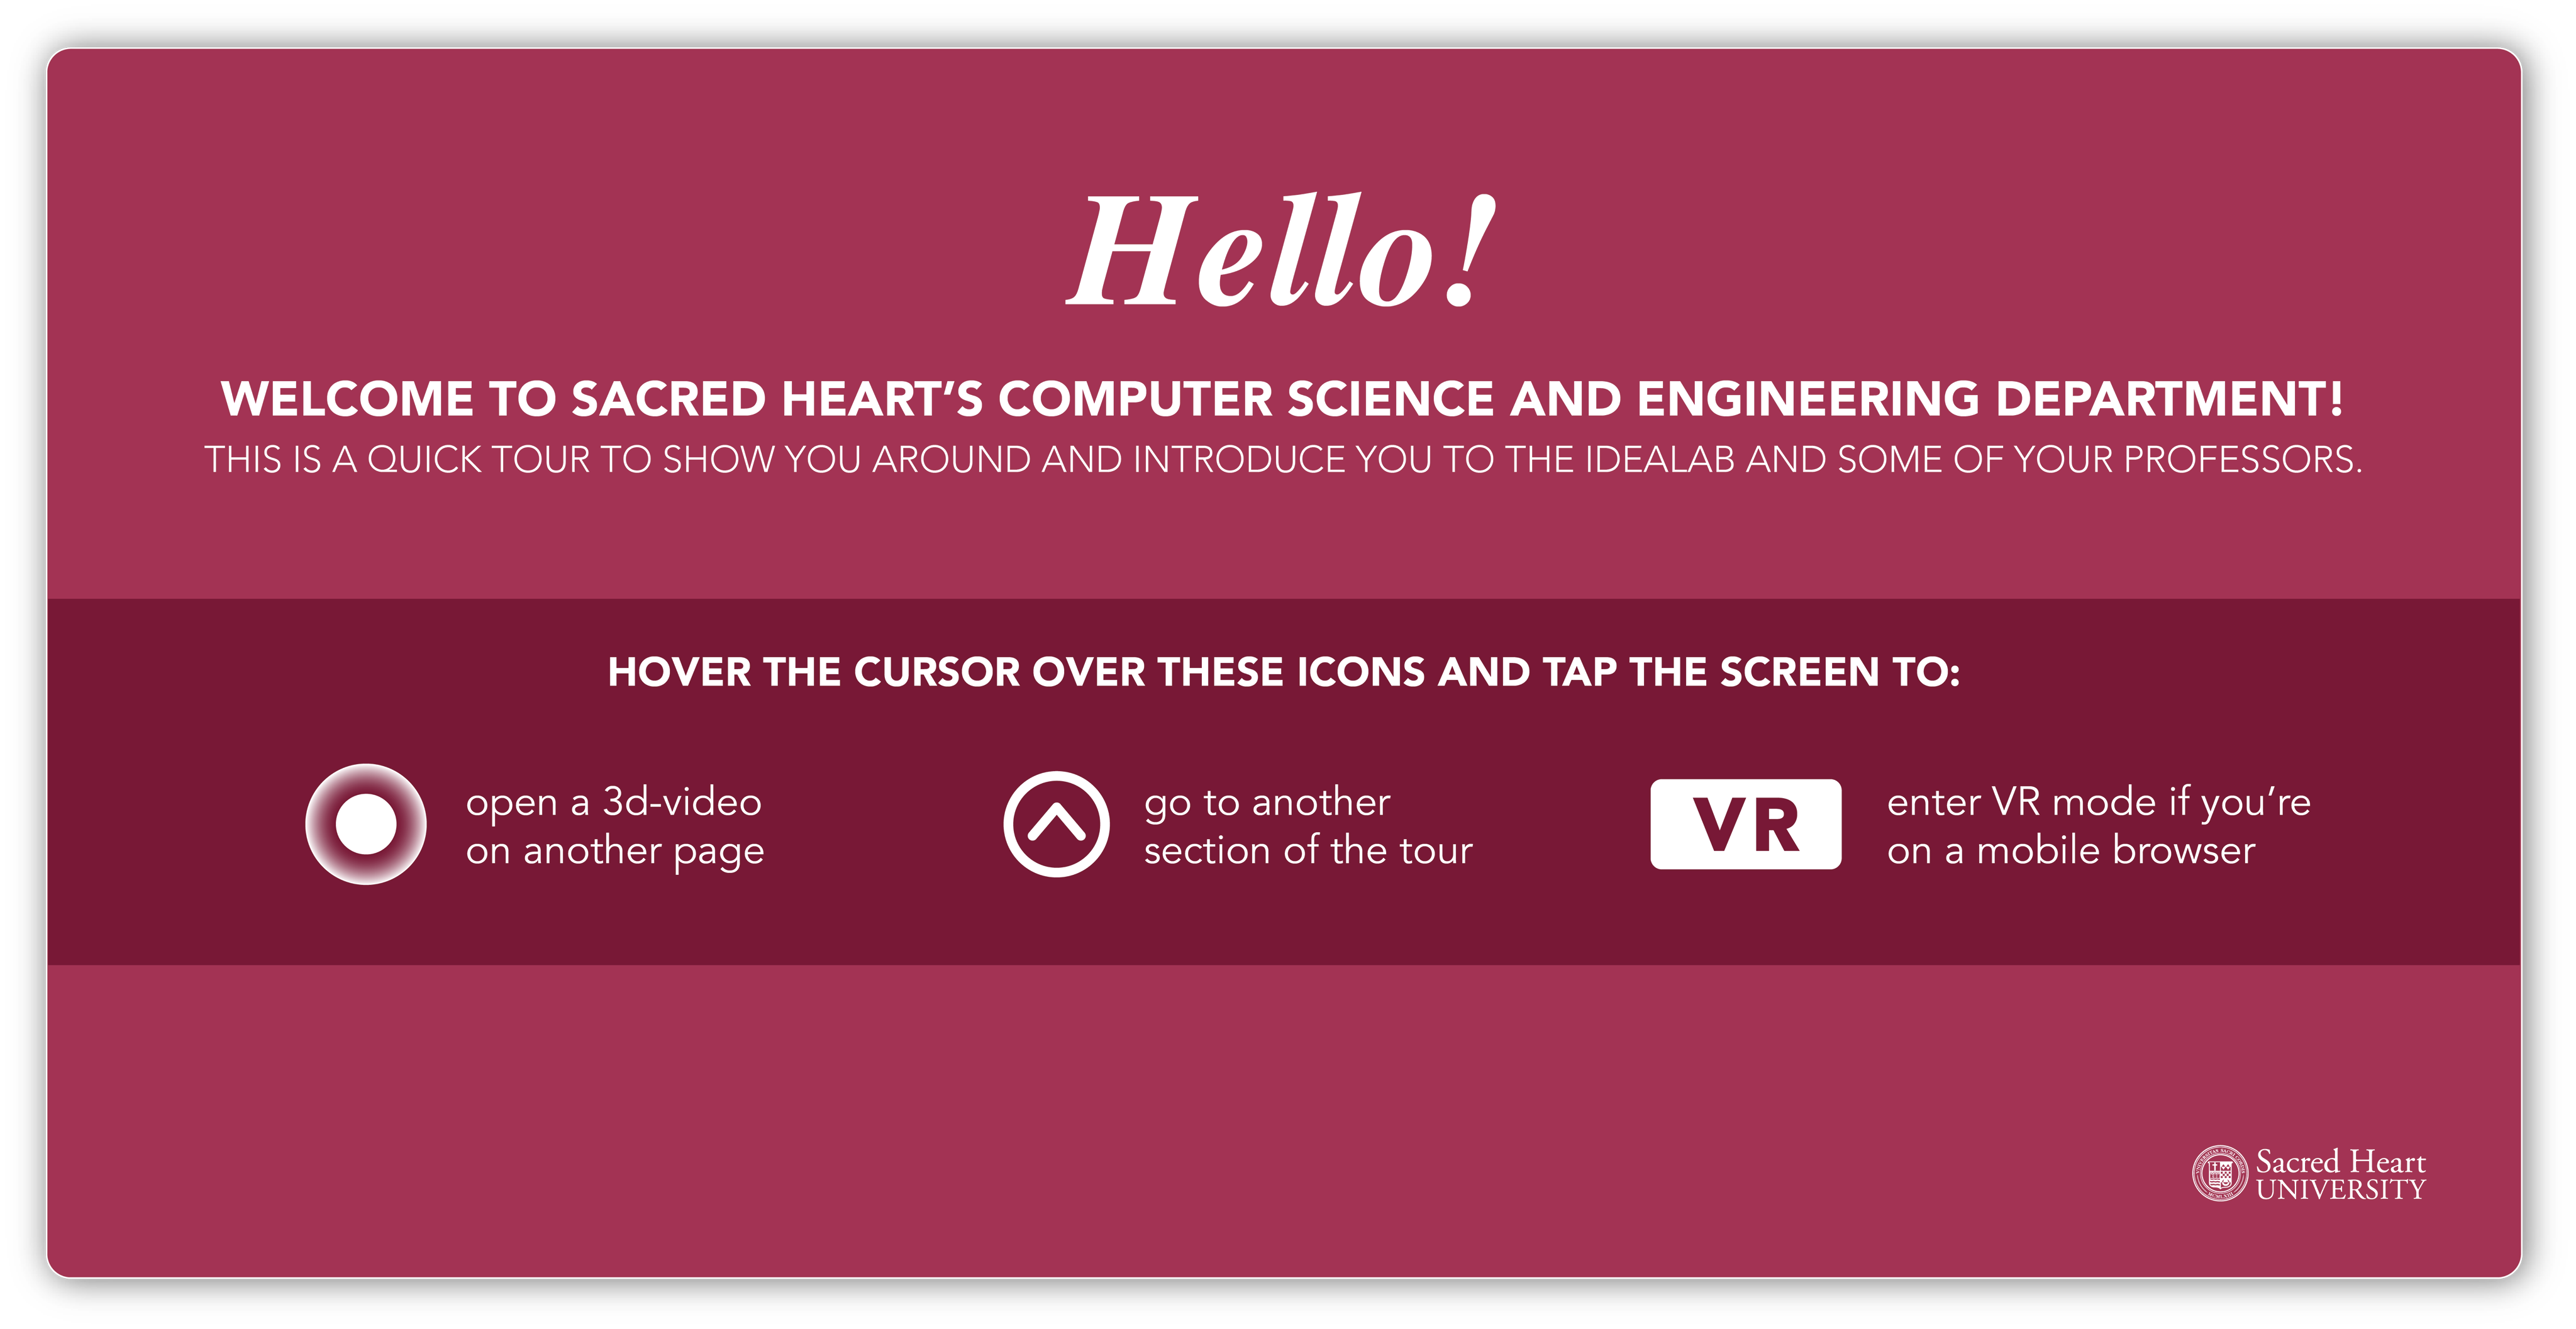 Hello!
WELCOME TO SACRED HEART’S COMPUTER SCIENCE AND ENGINEERING DEPARTMENT!
THIS IS A QUICK TOUR TO SHOW YOU AROUND AND INTRODUCE YOU TO THE IDEALAB AND SOME OF YOUR PROFESSORS.
HOVER THE CURSOR OVER THESE ICONS AND TAP THE SCREEN TO:
open a 3d-video
on another page
go to another
section of the tour
VR
enter VR mode if you’re
on a mobile browser
Sacred Heart
UNIVERSITY